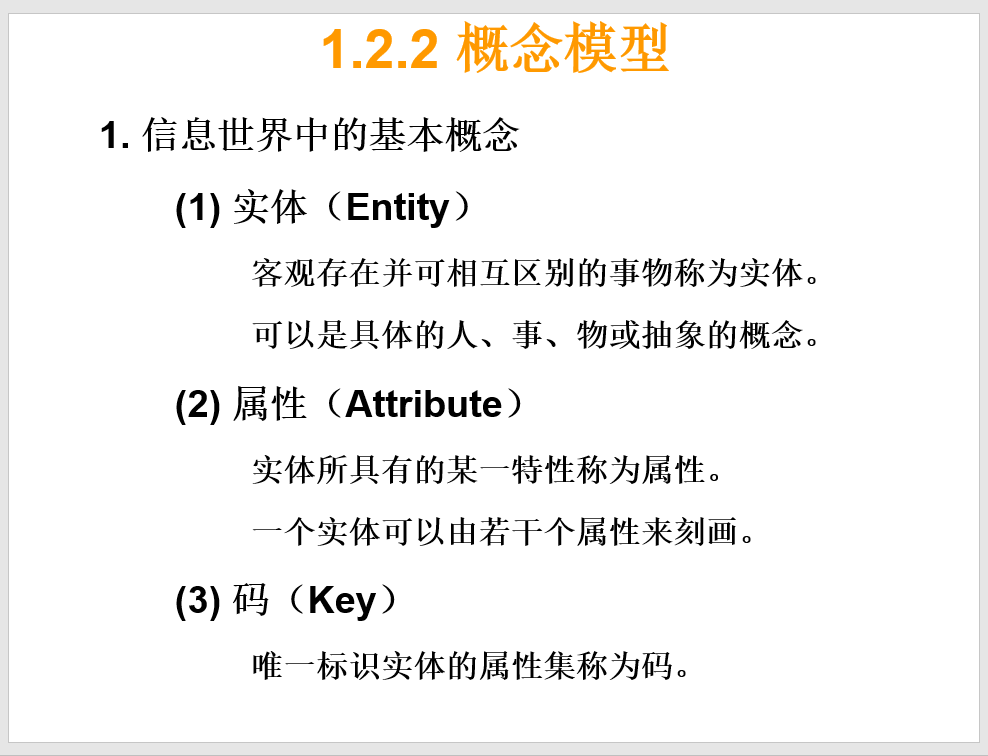 1.2.2 概念模型
1. 信息世界中的基本概念
(1) 实体（Entity）
客观存在并可相互区别的事物称为实体。
可以是具体的人、事、物或抽象的概念。
(2) 属性（Attribute）
实体所具有的某一特性称为属性。
一个实体可以由若干个属性来刻画。
(3) 码（Key）
唯一标识实体的属性集称为码。